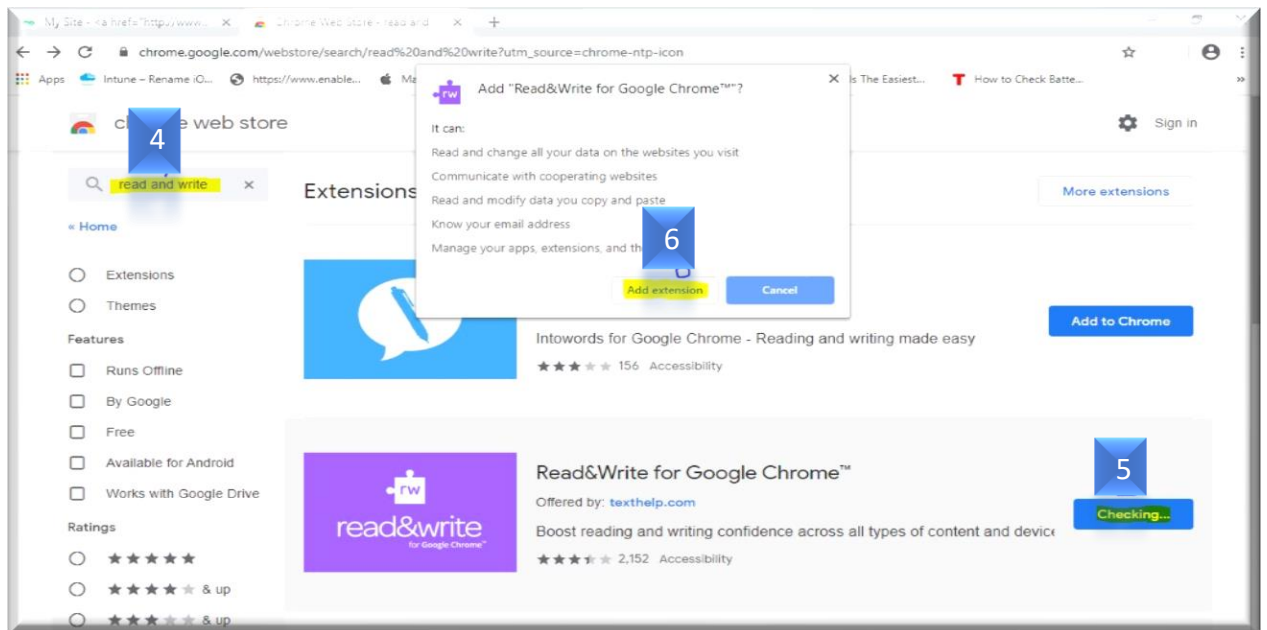 My Site - <a href="http://www...
Chrome Web Store - read and
chrome.google.com/webstore/search/read%20and%20write?utm_source=chrome-ntp-icon
Apps Intune – Rename iO... https://www.enable... Is The Easiest... How to Check Batte... »
Add "Read&Write for Google Chrome™"?
It can:
Read and change all your data on the websites you visit
Communicate with cooperating websites
Read and modify data you copy and paste
Know your email address
Manage your apps, extensions, and
6
Add extension Cancel
web store
4
Sign in
read and write
Extensions
More extensions
« Home
Extensions
Themes
Features
Runs Offline
By Google
Free
Available for Android
Works with Google Drive
Ratings
& up
& up
Add to Chrome
Intowords for Google Chrome - Reading and writing made easy
156 Accessibility
rw
read&write
for Google Chrome™
Read&Write for Google Chrome™
Offered by: texthelp.com
Boost reading and writing confidence across all types of content and device
2,152 Accessibility
5
Checking...